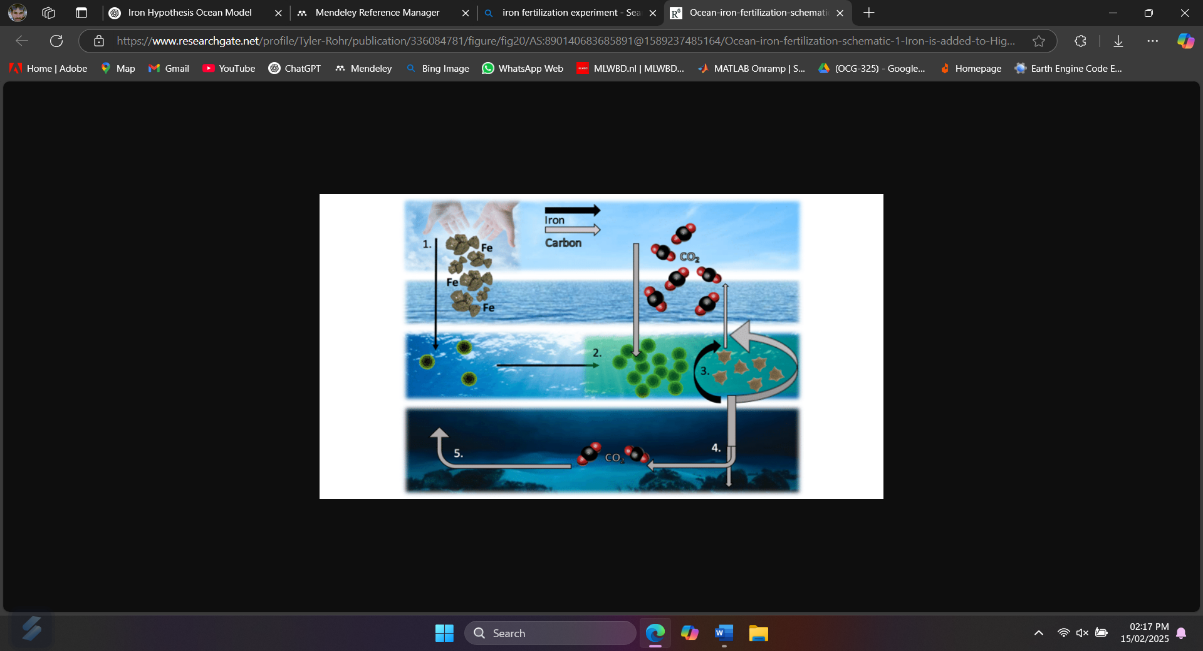 Iron Hypothesis Ocean Model
Mendeley Reference Manager
iron fertilization experiment - Sea
Ocean-iron-fertilization-schemati
https://www.researchgate.net/profile/Tyler-Rohr/publication/336084781/figure/fig20/AS:890140683685891@1589237485164/Ocean-iron-fertilization-schematic-1-Iron-is-added-to-Hig...
Home | Adobe
Map
Gmail
YouTube
ChatGPT
Mendeley
Bing Image
WhatsApp Web
MLWBD.nl | MLWBD...
MATLAB Onramp | S...
(OCG-325) - Google...
Homepage
Earth Engine Code E...
Iron
Carbon
1.
Fe
Fe
Fe
CO2
2.
3.
4.
5.
CO2
Search
02:17 PM
15/02/2025